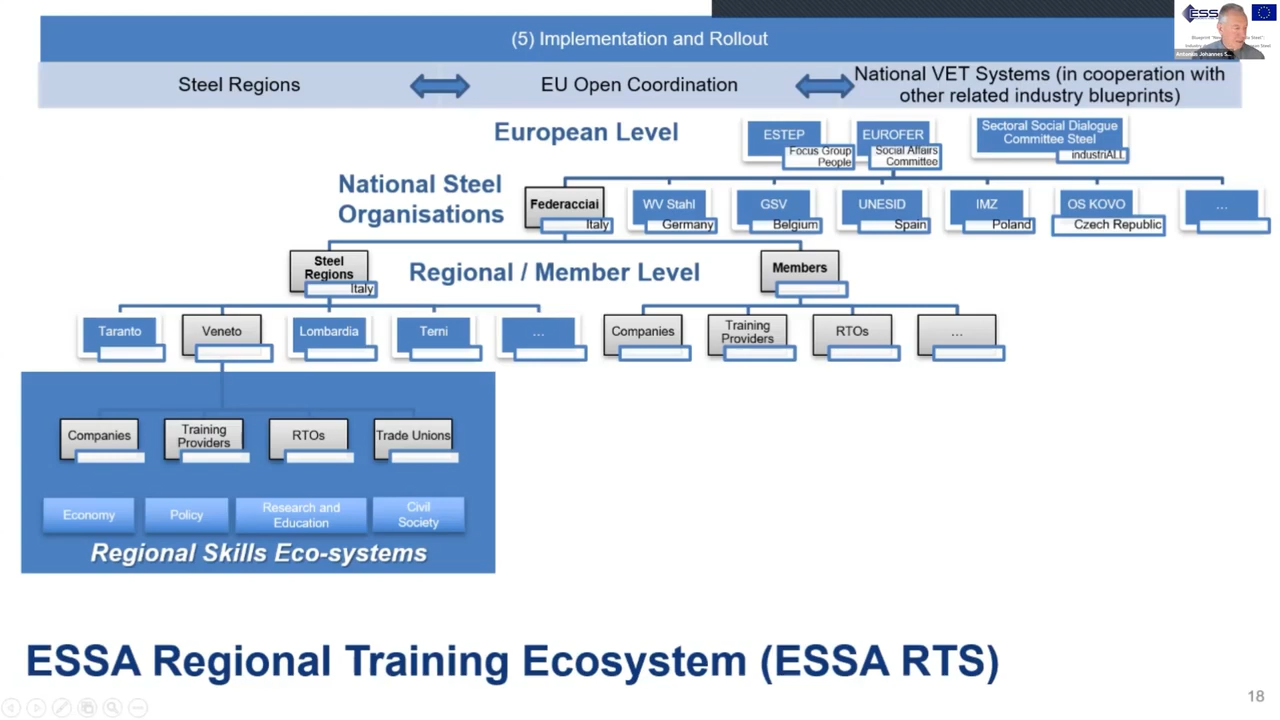 (5) Implementation and Rollout
Steel Regions
EU Open Coordination
National VET Systems (in cooperation with
other related industry blueprints)
European Level
ESTEP
Focus Group
People
EUROFER
Social Affairs
Committee
Sectoral Social Dialogue
Committee Steel
industriALL
National Steel
Organisations
Federacciai
Italy
WV Stahl
Germany
GSV
Belgium
UNESID
Spain
IMZ
Poland
OS KOVO
Czech Republic
...
Steel
Regions
Italy
Regional / Member Level
Members
Taranto
Veneto
Lombardia
Terni
...
Companies
Training
Providers
RTOs
...
Companies
Training
Providers
RTOs
Trade Unions
Economy
Policy
Research and
Education
Civil
Society
Regional Skills Eco-systems
ESSA Regional Training Ecosystem (ESSA RTS)
18
Antonius Johannes S...